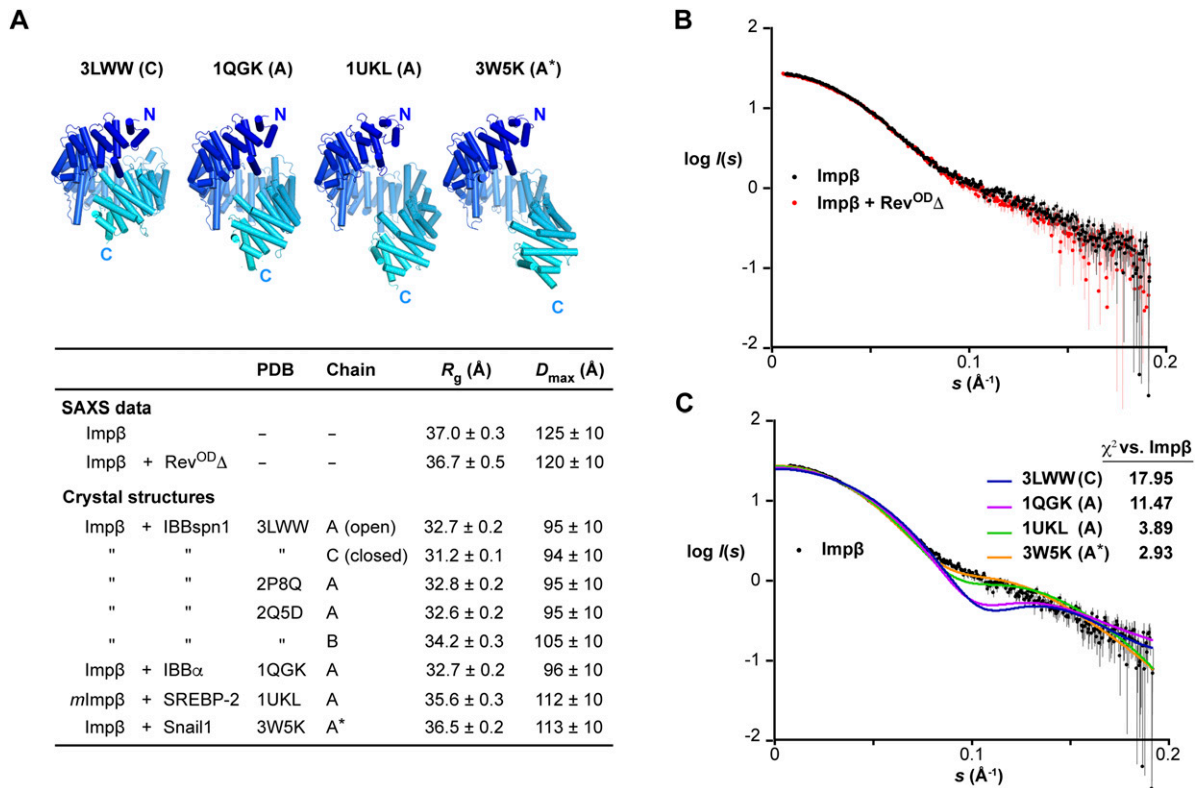 A
3LWW (C) 1QGK (A) 1UKL (A) 3W5K (A*)
N N N N
C C C C
PDB Chain Rg (Å) Dmax (Å)
SAXS data
Impβ – – 37.0 ± 0.3 125 ± 10
Impβ + RevODΔ – – 36.7 ± 0.5 120 ± 10
Crystal structures
Impβ + IBBspn1 3LWW A (open) 32.7 ± 0.2 95 ± 10
" " " C (closed) 31.2 ± 0.1 94 ± 10
" " 2P8Q A 32.8 ± 0.2 95 ± 10
" " 2Q5D A 32.6 ± 0.2 95 ± 10
" " " B 34.2 ± 0.3 105 ± 10
Impβ + IBBα 1QGK A 32.7 ± 0.2 96 ± 10
mImpβ + SREBP-2 1UKL A 35.6 ± 0.3 112 ± 10
Impβ + Snail1 3W5K A* 36.5 ± 0.2 113 ± 10
B
2
1
log I(s)
0
-1
-2
Impβ
Impβ + RevODΔ
0 0.1 0.2
s (Å-1)
C
2
1
log I(s)
0
-1
-2
Impβ
χ2 vs. Impβ
3LWW (C) 17.95
1QGK (A) 11.47
1UKL (A) 3.89
3W5K (A*) 2.93
0 0.1 0.2
s (Å-1)